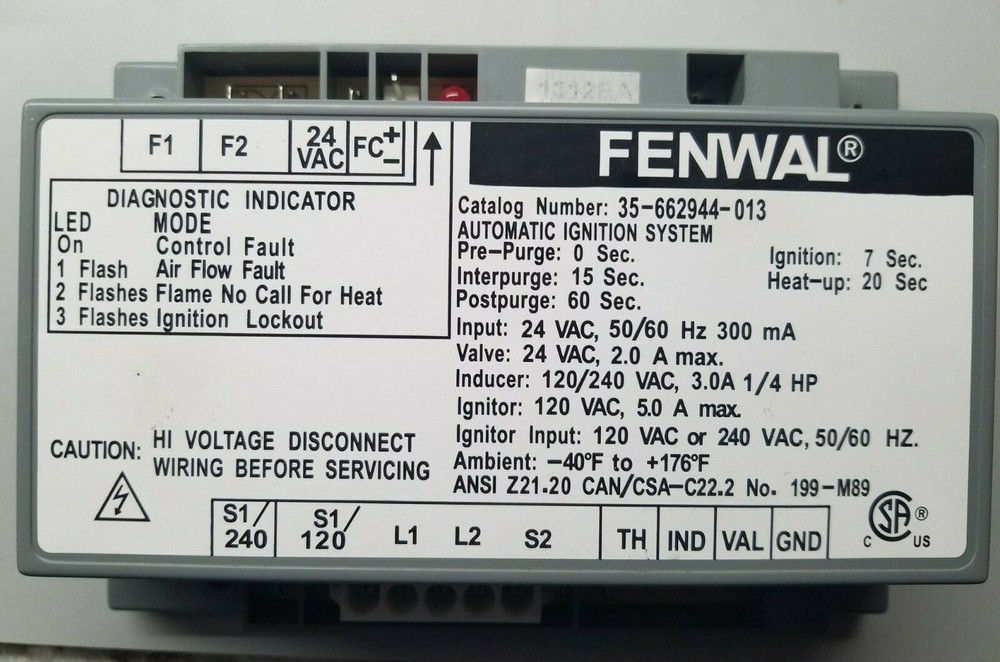 F1 F2 24 VAC FC + −
DIAGNOSTIC INDICATOR
LED MODE
On Control Fault
1 Flash Air Flow Fault
2 Flashes Flame No Call For Heat
3 Flashes Ignition Lockout
FENWAL®
Catalog Number: 35-662944-013
AUTOMATIC IGNITION SYSTEM
Pre-Purge: 0 Sec. Ignition: 7 Sec.
Interpurge: 15 Sec. Heat-up: 20 Sec
Postpurge: 60 Sec.
Input: 24 VAC, 50/60 Hz 300 mA
Valve: 24 VAC, 2.0 A max.
Inducer: 120/240 VAC, 3.0A 1/4 HP
Ignitor: 120 VAC, 5.0 A max.
Ignitor Input: 120 VAC or 240 VAC, 50/60 HZ.
Ambient: -40°F to +176°F
ANSI Z21.20 CAN/CSA-C22.2 No. 199-M89
CAUTION: HI VOLTAGE DISCONNECT
WIRING BEFORE SERVICING
S1/240 S1/120 L1 L2 S2 TH IND VAL GND
C SA ® US